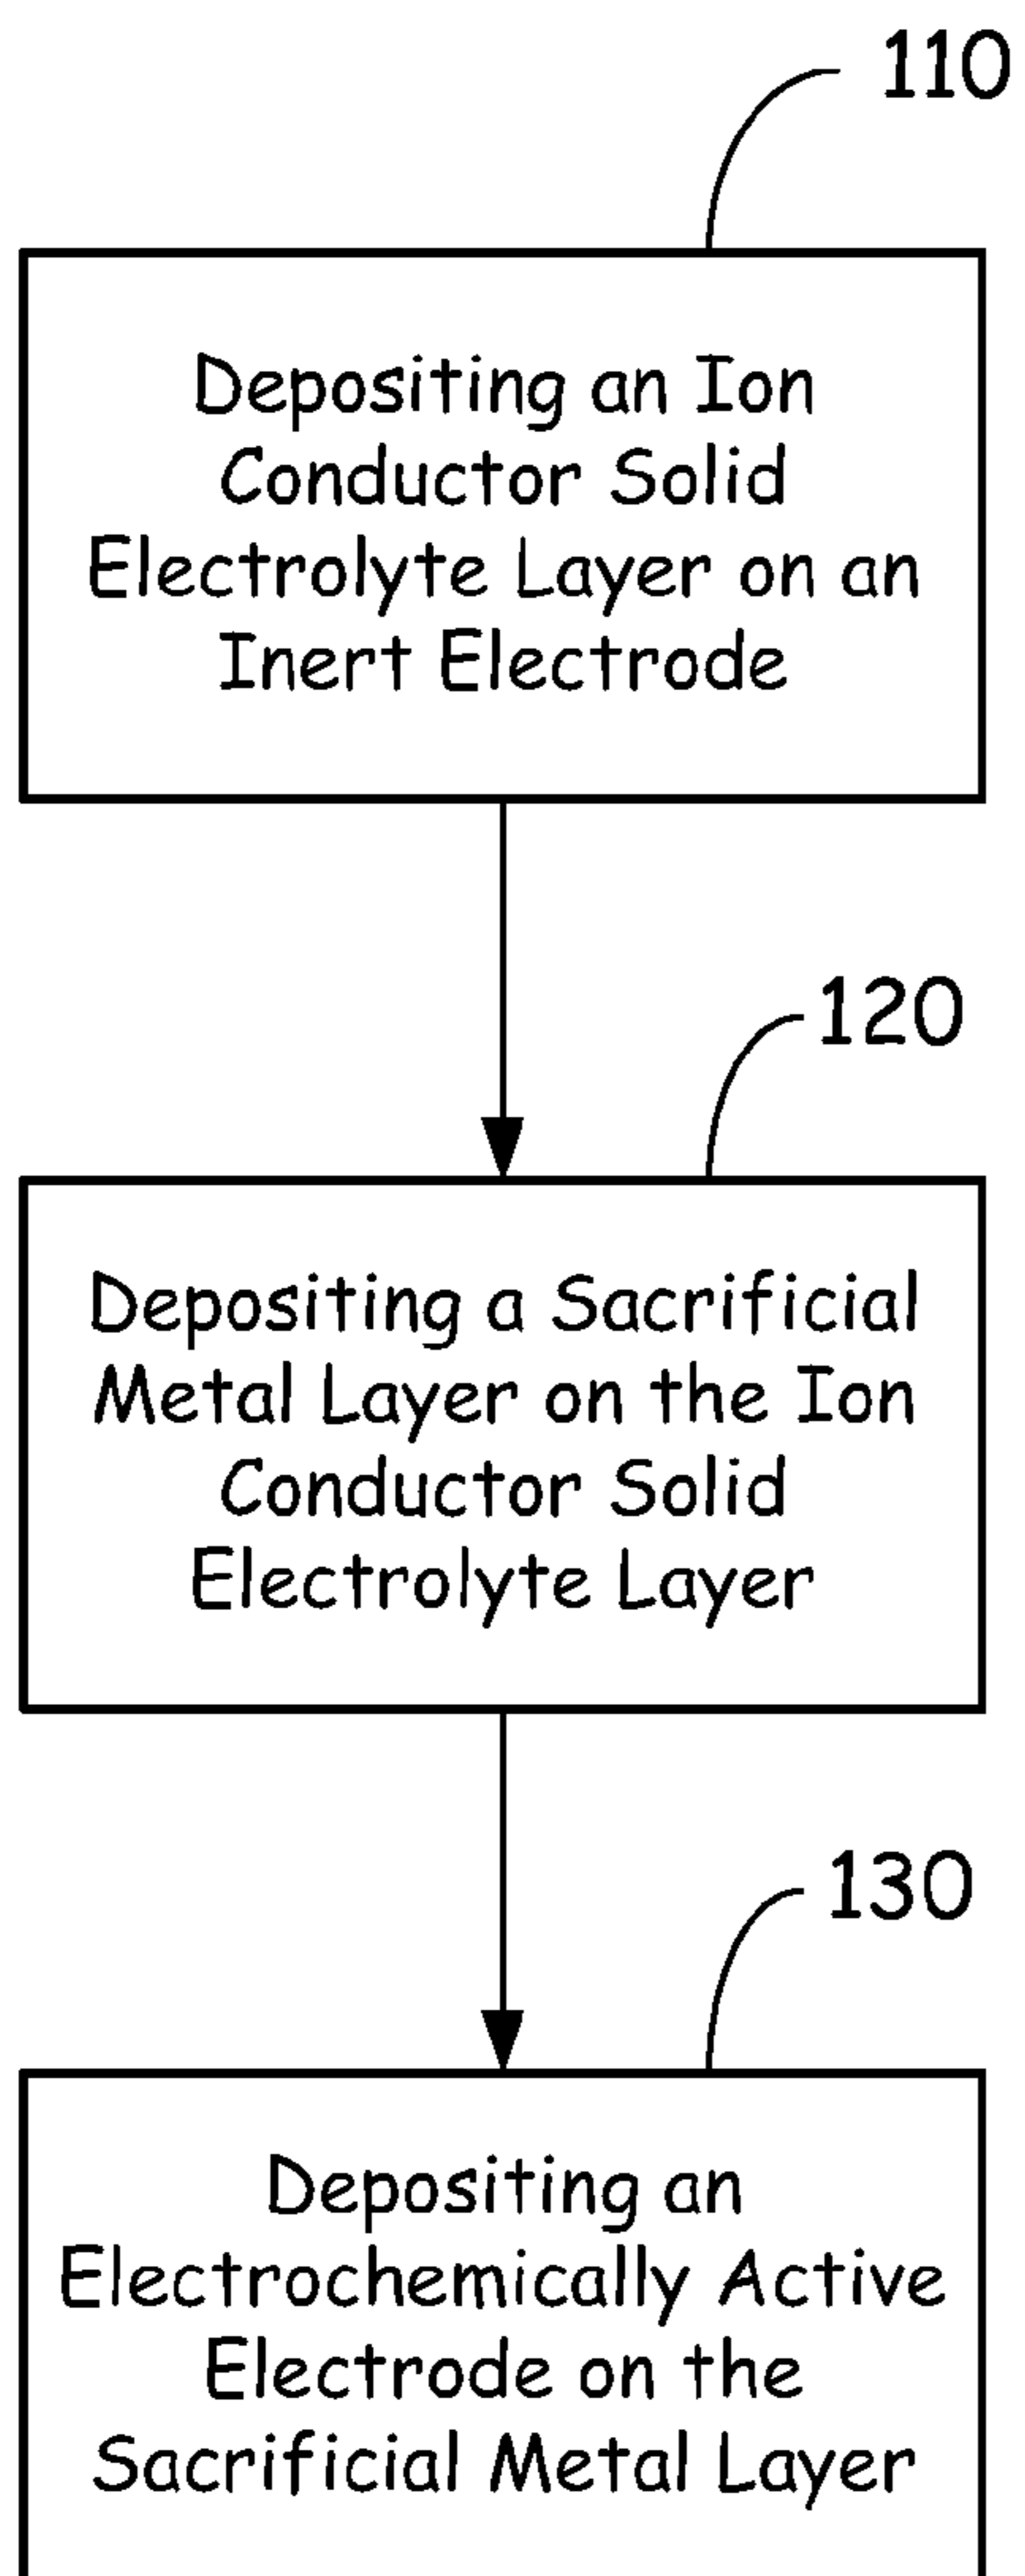 110
Depositing an Ion
Conductor Solid
Electrolyte Layer on an
Inert Electrode
120
Depositing a Sacrificial
Metal Layer on the Ion
Conductor Solid
Electrolyte Layer
130
Depositing an
Electrochemically Active
Electrode on the
Sacrificial Metal Layer